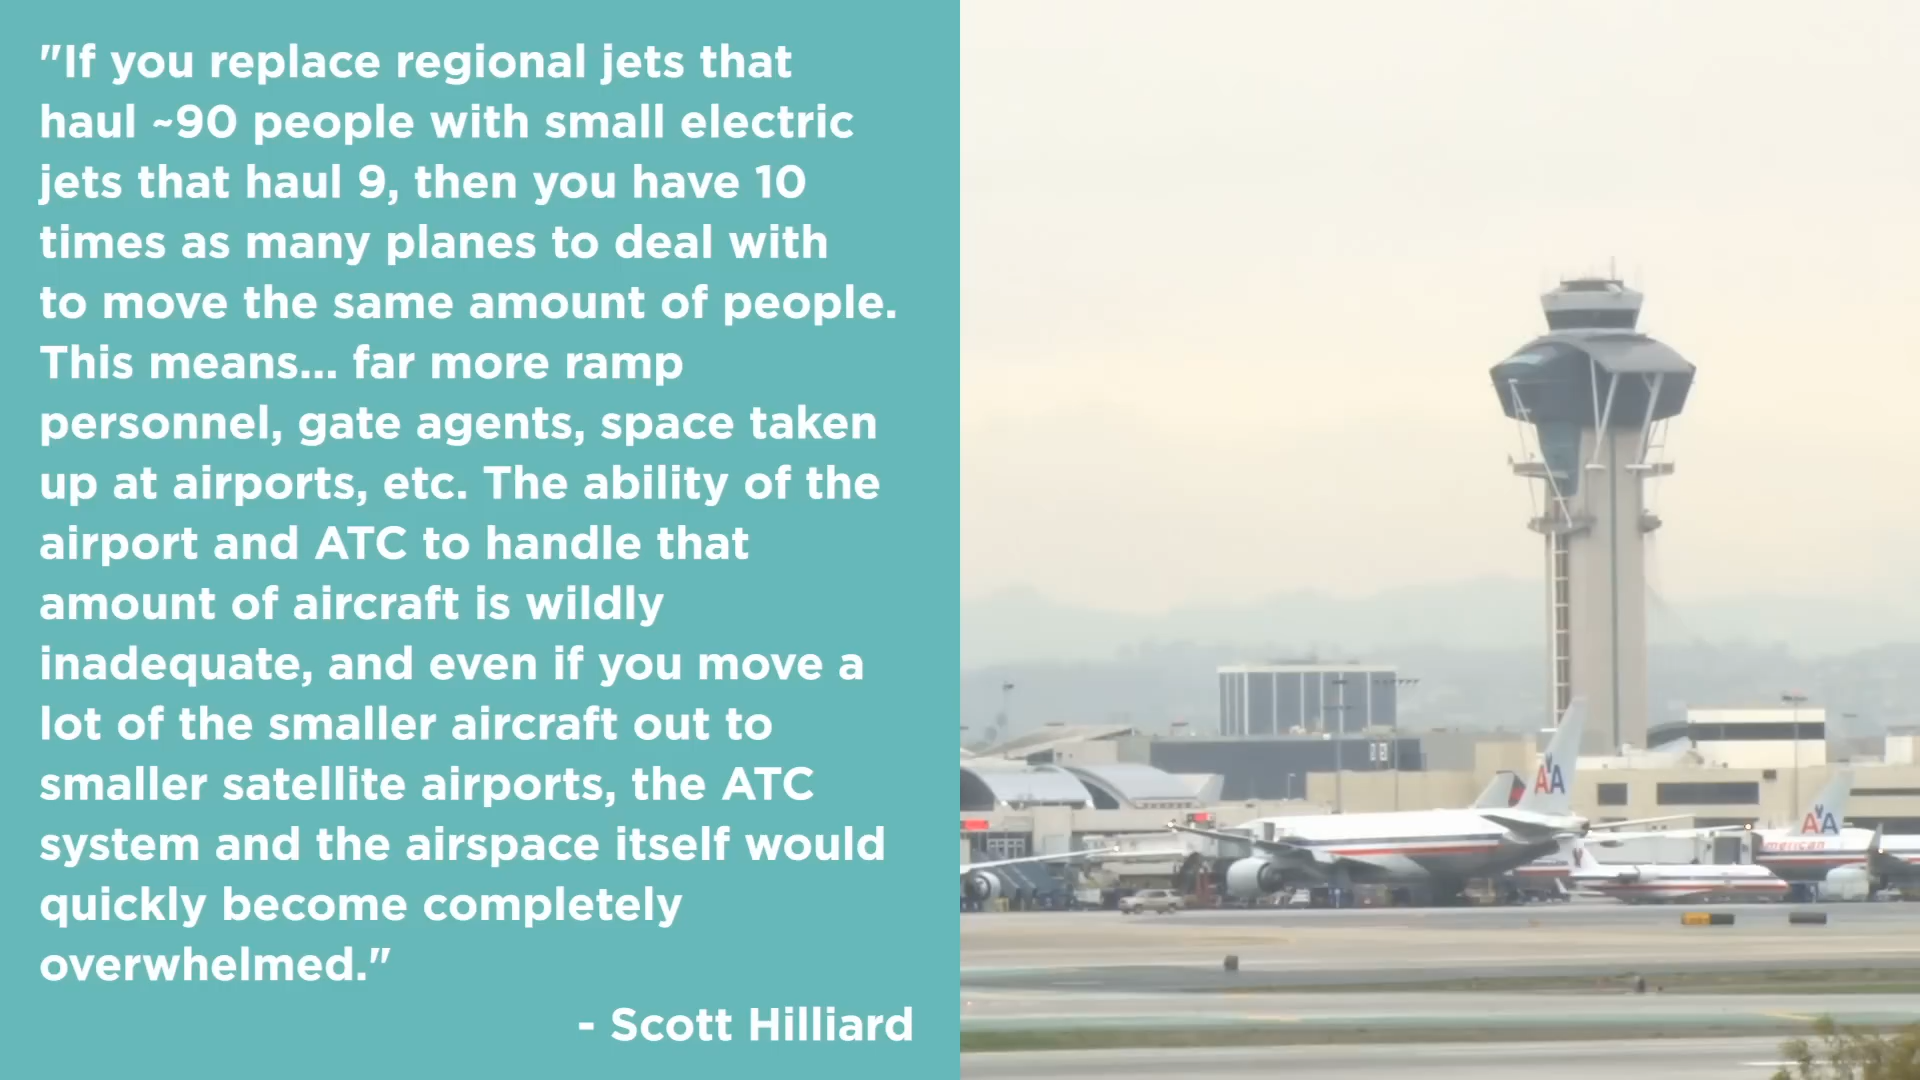 "If you replace regional jets that
haul ~90 people with small electric
jets that haul 9, then you have 10
times as many planes to deal with
to move the same amount of people.
This means... far more ramp
personnel, gate agents, space taken
up at airports, etc. The ability of the
airport and ATC to handle that
amount of aircraft is wildly
inadequate, and even if you move a
lot of the smaller aircraft out to
smaller satellite airports, the ATC
system and the airspace itself would
quickly become completely
overwhelmed."
- Scott Hilliard
AA
AA
merican